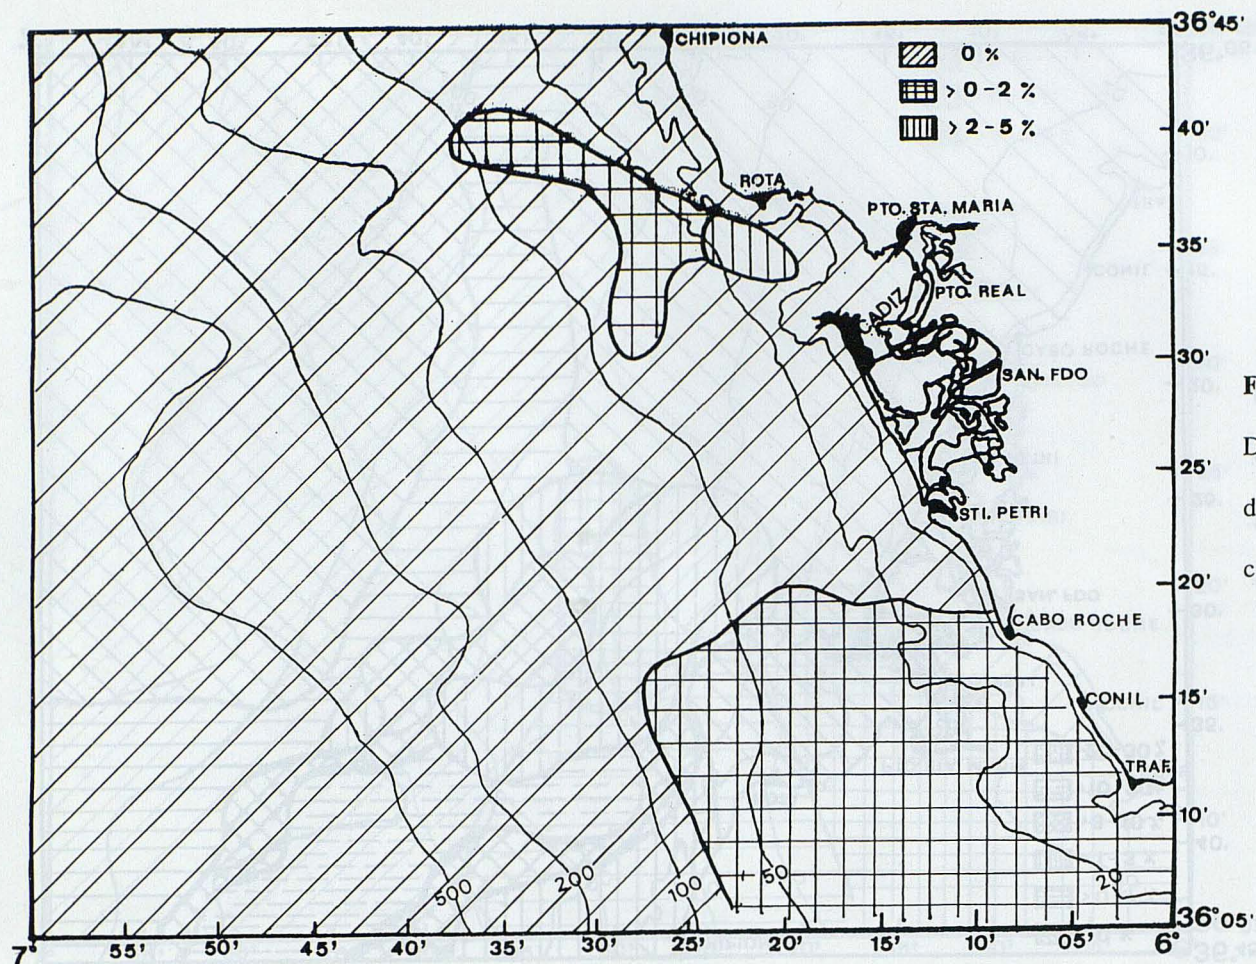 36°45'
CHIPIONA
0 %
> 0 - 2 %
> 2 - 5 %
40'
ROTA
PTO. STA. MARIA
35'
PTO. REAL
CADIZ
30'
SAN. FDO
F
D
25'
STI. PETRI
d
c
20'
CABO ROCHE
15'
CONIL
TRAF.
10'
500
200
100
50
20
36°05'
7°
55'
50'
45'
40'
35'
30'
25'
20'
15'
10'
05'
6°